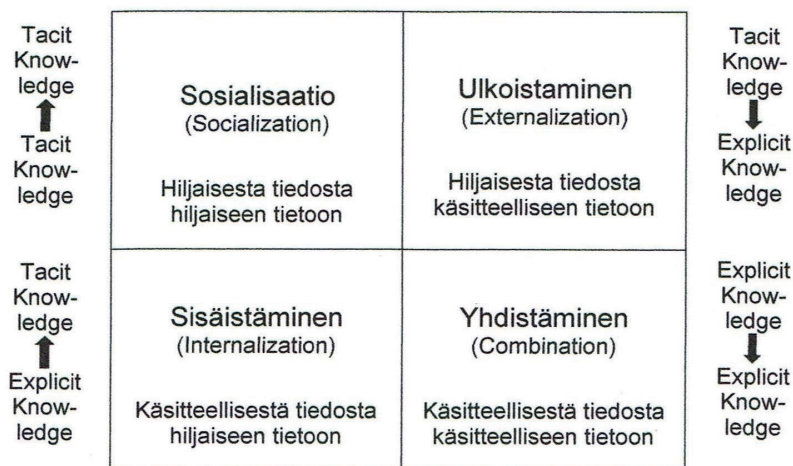 Tacit
Know-
ledge
Tacit
Know-
ledge
Sosialisaatio
(Socialization)
Hiljaisesta tiedosta
hiljaiseen tietoon
Ulkoistaminen
(Externalization)
Hiljaisesta tiedosta
käsitteelliseen tietoon
Tacit
Know-
ledge
Explicit
Know-
ledge
Tacit
Know-
ledge
Explicit
Know-
ledge
Sisäistäminen
(Internalization)
Käsitteellisestä tiedosta
hiljaiseen tietoon
Yhdistäminen
(Combination)
Käsitteellisestä tiedosta
käsitteelliseen tietoon
Explicit
Know-
ledge
Explicit
Know-
ledge